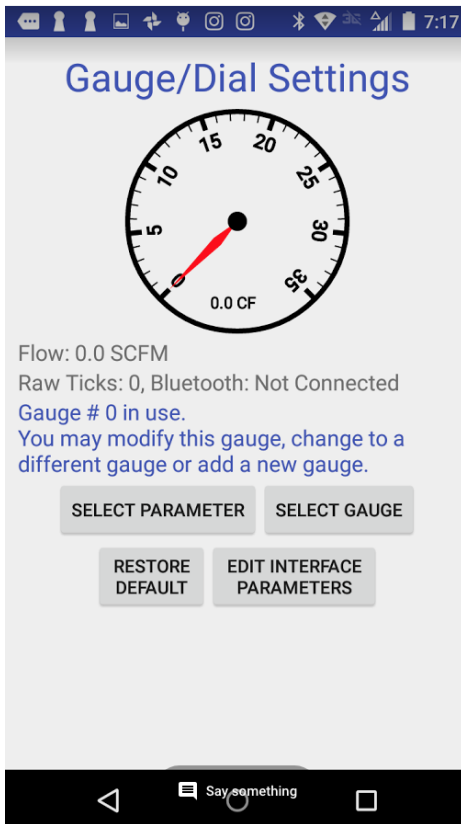 7:17
Gauge/Dial Settings
0 5 10 15 20 25 30 35
0.0 CF
Flow: 0.0 SCFM
Raw Ticks: 0, Bluetooth: Not Connected
Gauge # 0 in use.
You may modify this gauge, change to a
different gauge or add a new gauge.
SELECT PARAMETER SELECT GAUGE
RESTORE
DEFAULT
EDIT INTERFACE
PARAMETERS
Say something